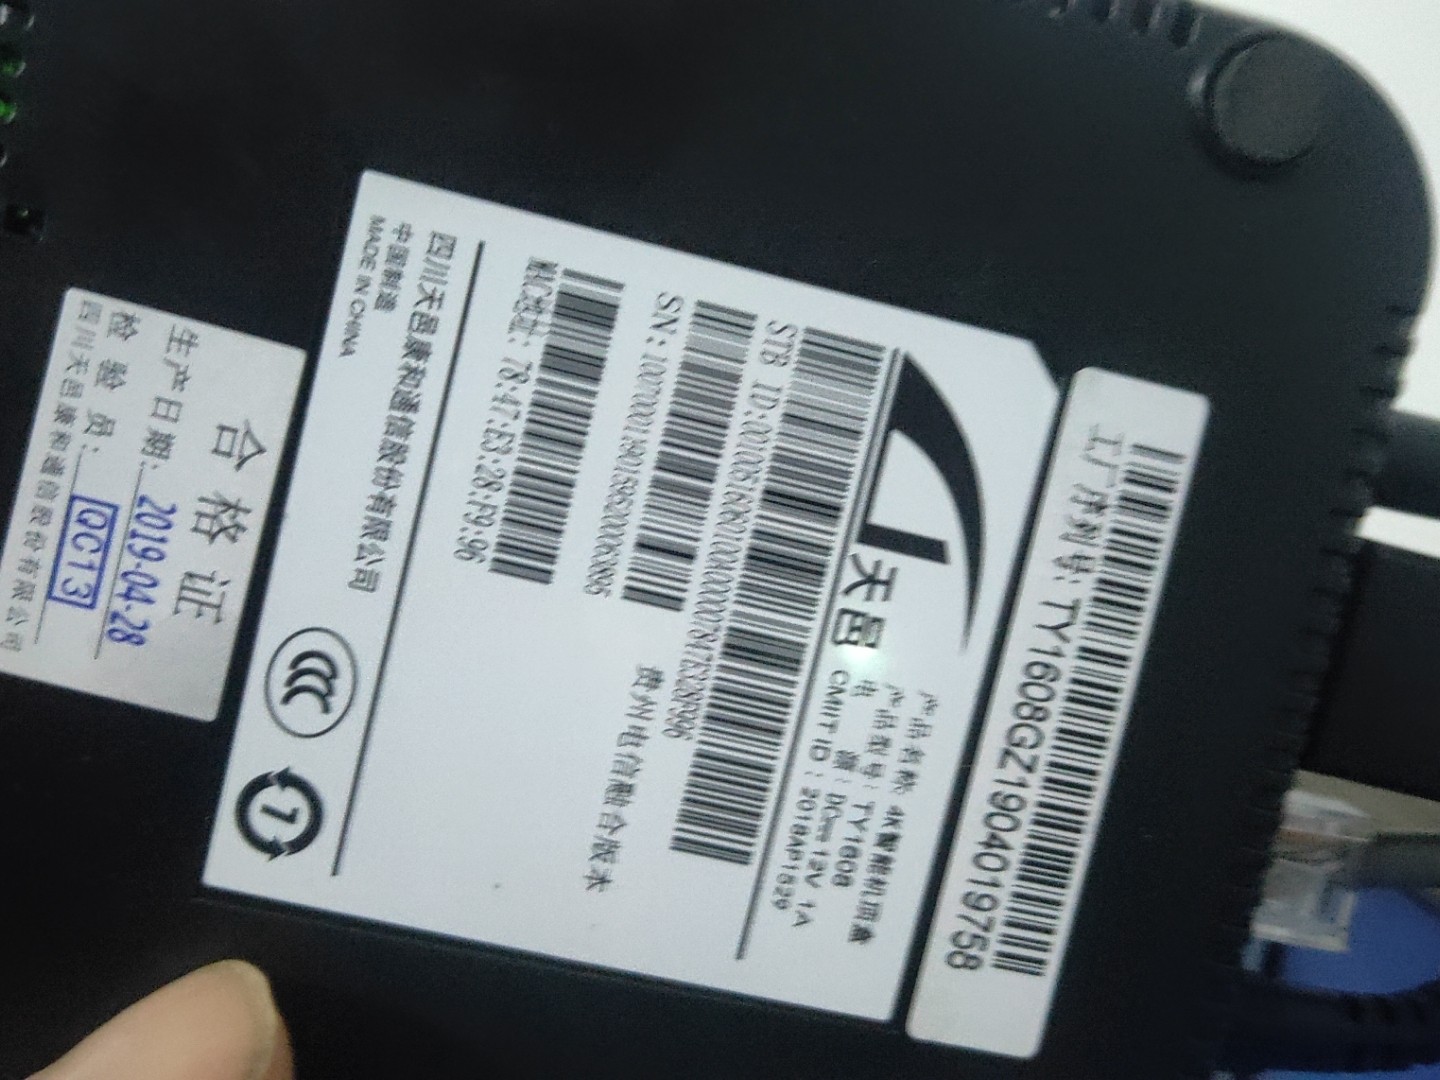 工厂序列号: TY1608GZ1904019758
天邑
产品名称: 4K智能机顶盒
产品型号: TY1608
电 源: DC 12V 1A
CMIIT ID: 2018AP1529
STB ID:
SN:
贵州电信融合版本
MAC地址: 78:47:E3:28:F9:96
四川天邑康和通信股份有限公司
中国制造
MADE IN CHINA
合格证
生产日期: 2019-04-28
检验员: QC13
四川天邑康和通信股份有限公司